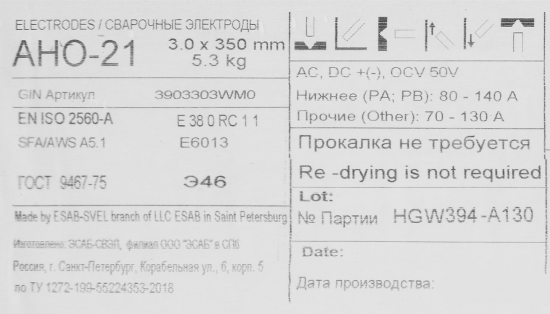 ELECTRODES / СВАРОЧНЫЕ ЭЛЕКТРОДЫ
АНО-21
3.0 x 350 mm
5.3 kg
GIN Артикул 3903303WM0
EN ISO 2560-A E 38 0 RC 1 1
SFA/AWS A5.1 E6013
ГОСТ 9467-75 Э46
Made by ESAB-SVEL branch of LLC ESAB in Saint Petersburg
Изготовлено: ЭСАБ-СВЭЛ, филиал ООО "ЭСАБ" в СПб
Россия, г. Санкт-Петербург, Корабельная ул., 6, корп. 5
по ТУ 1272-199-55224353-2018
AC, DC +(-), OCV 50V
Нижнее (PA; PB): 80 - 140 A
Прочие (Other): 70 - 130 A
Прокалка не требуется
Re -drying is not required
Lot:
№ Партии HGW394-A130
Date:
Дата производства: